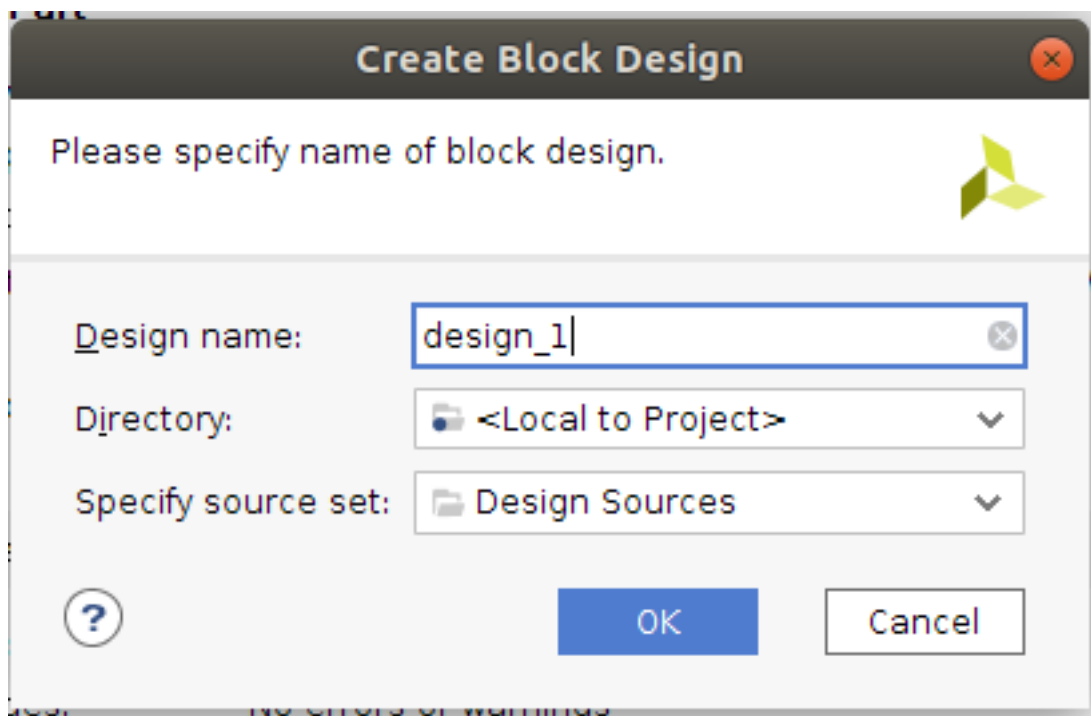 Part
Create Block Design
Please specify name of block design.
Design name: design_1
Directory: <Local to Project>
Specify source set: Design Sources
? OK Cancel
No errors or warnings